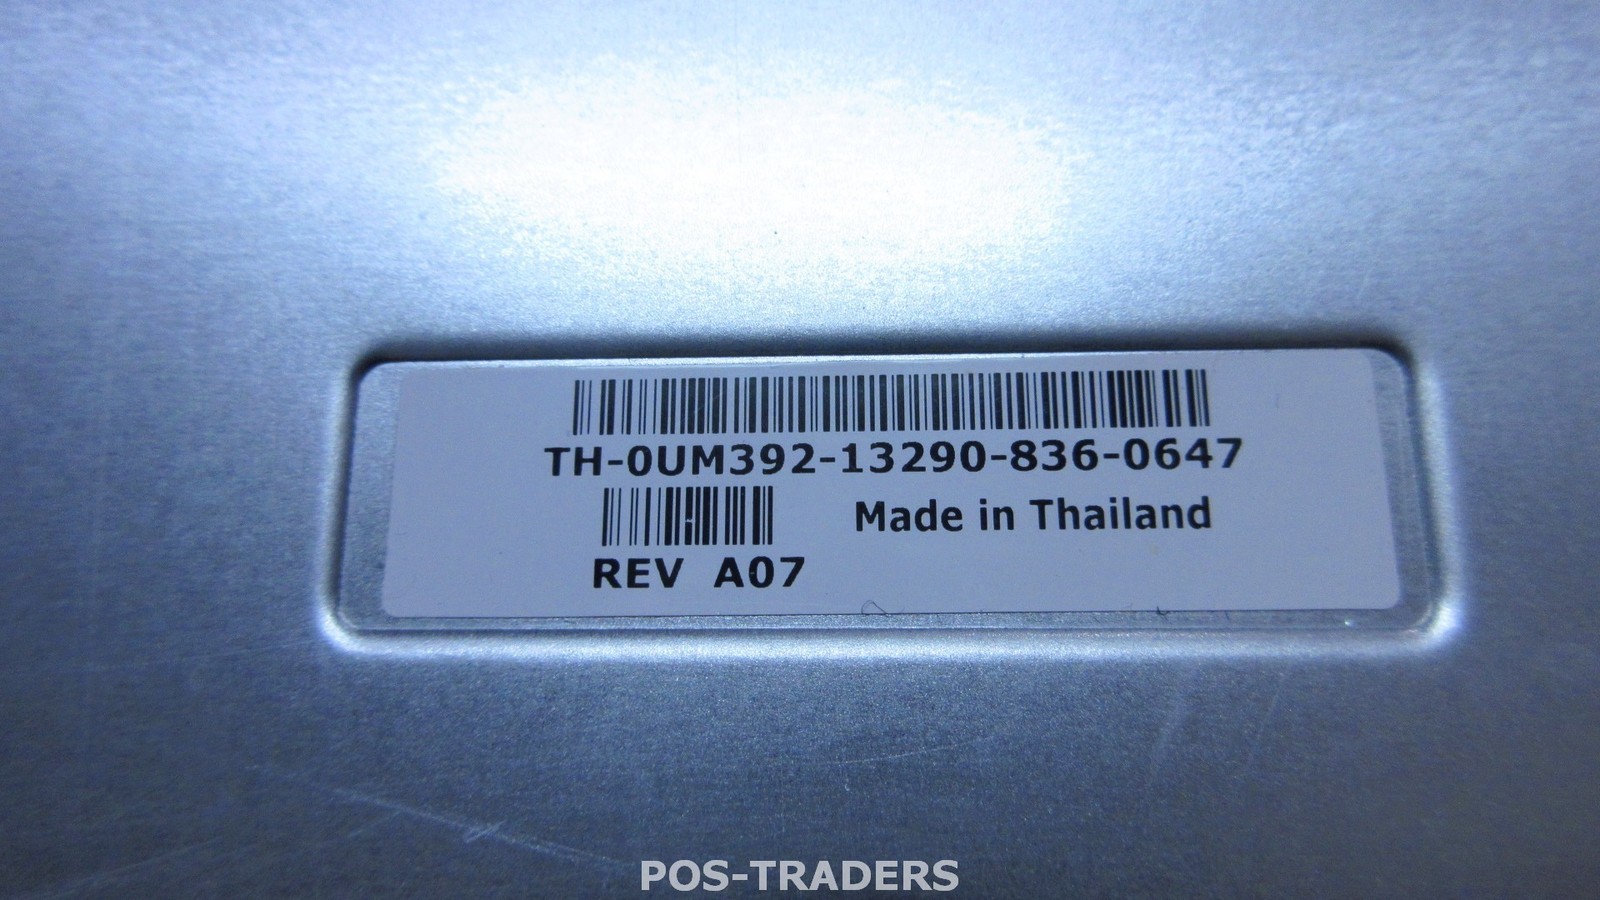 TH-0UM392-13290-836-0647
Made in Thailand
REV A07
POS-TRADERS